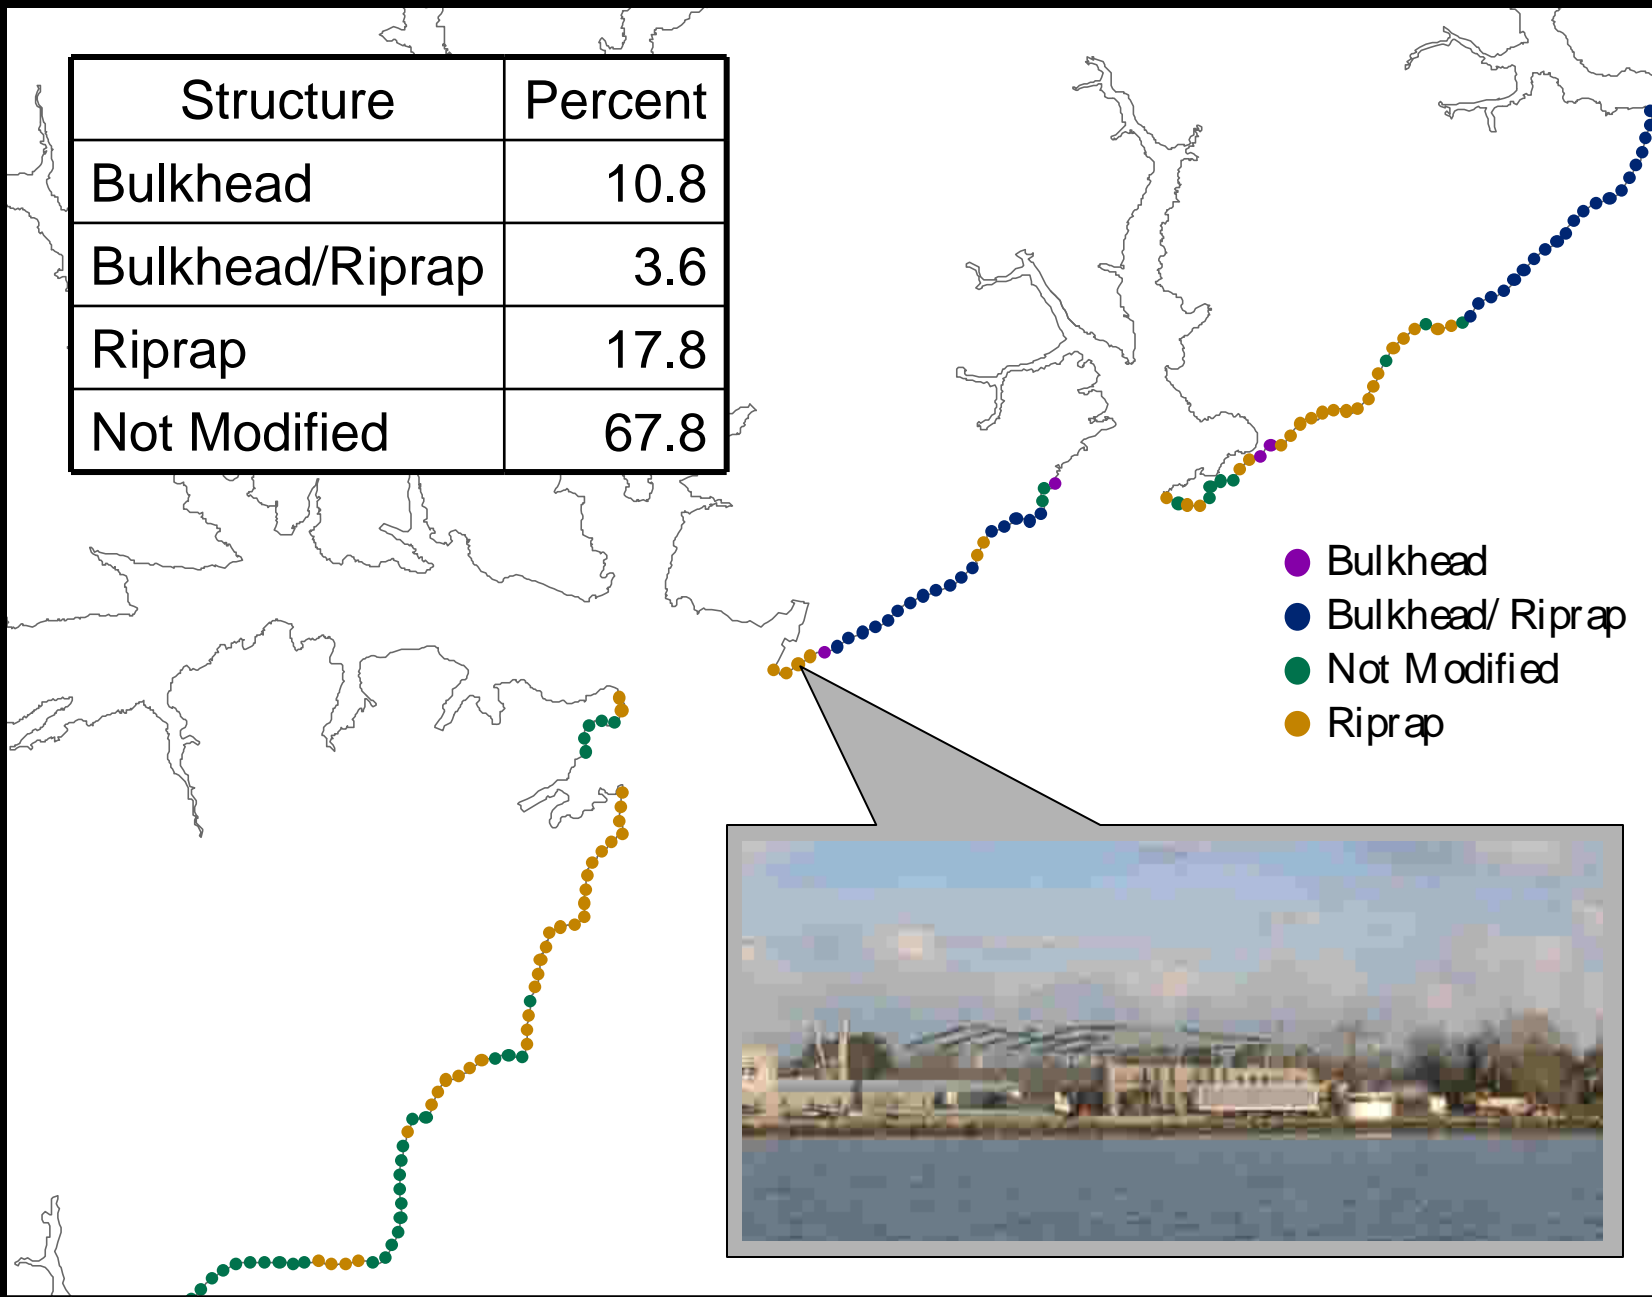 Structure Percent
Bulkhead 10.8
Bulkhead/Riprap 3.6
Riprap 17.8
Not Modified 67.8
Bulkhead
Bulkhead/ Riprap
Not Modified
Riprap